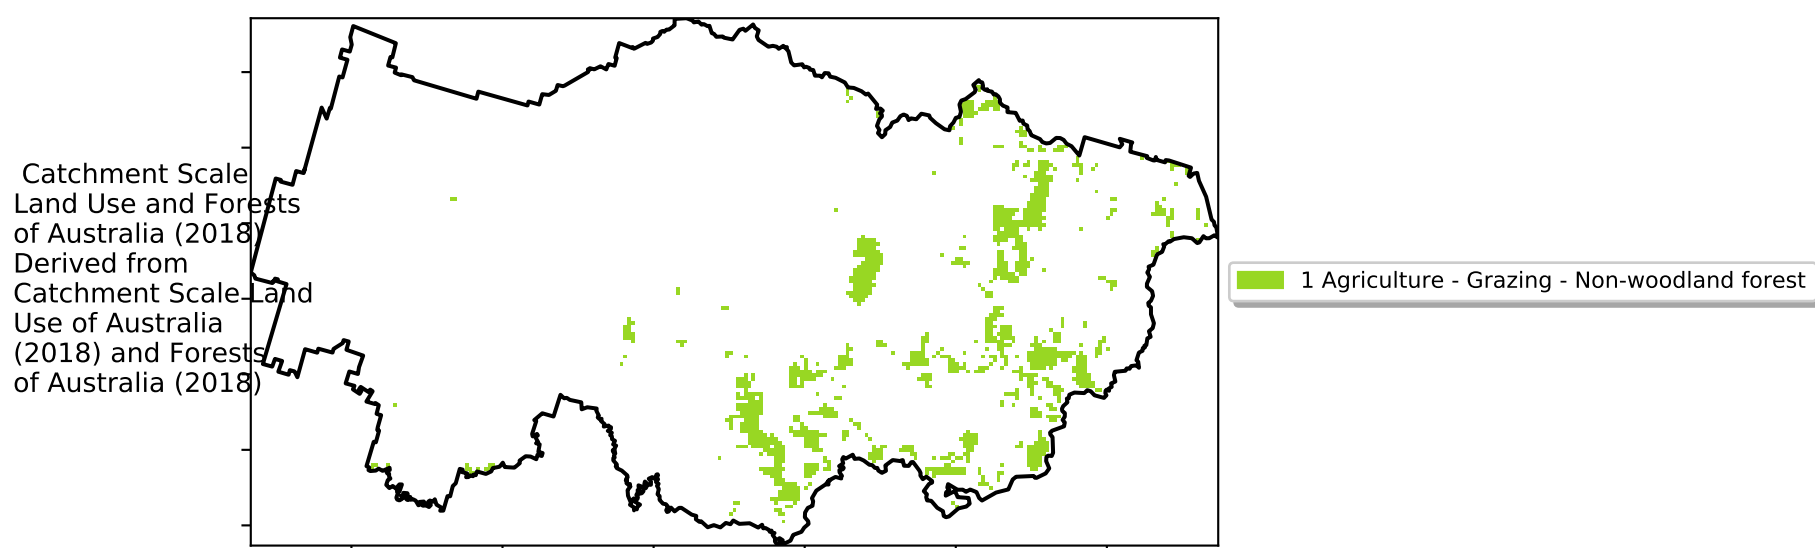 Catchment Scale
Land Use and Forests
of Australia (2018)
Derived from
Catchment Scale Land
Use of Australia
(2018) and Forests
of Australia (2018)
1 Agriculture - Grazing - Non-woodland forest